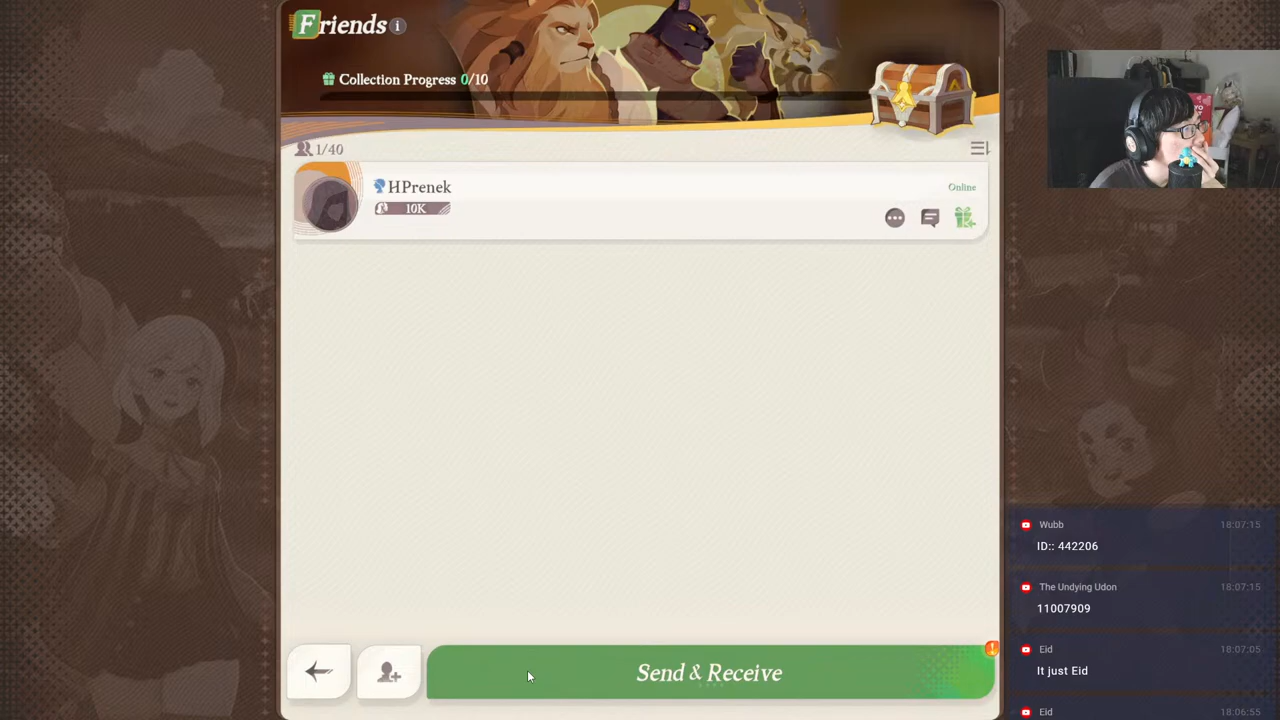 Friends i
Collection Progress 0/10
1/40
HPrenek
Online
10K
Wubb 18:07:15
ID:: 442206
The Undying Udon 18:07:15
11007909
Eid 18:07:05
It just Eid
Send & Receive
Eid 18:06:55